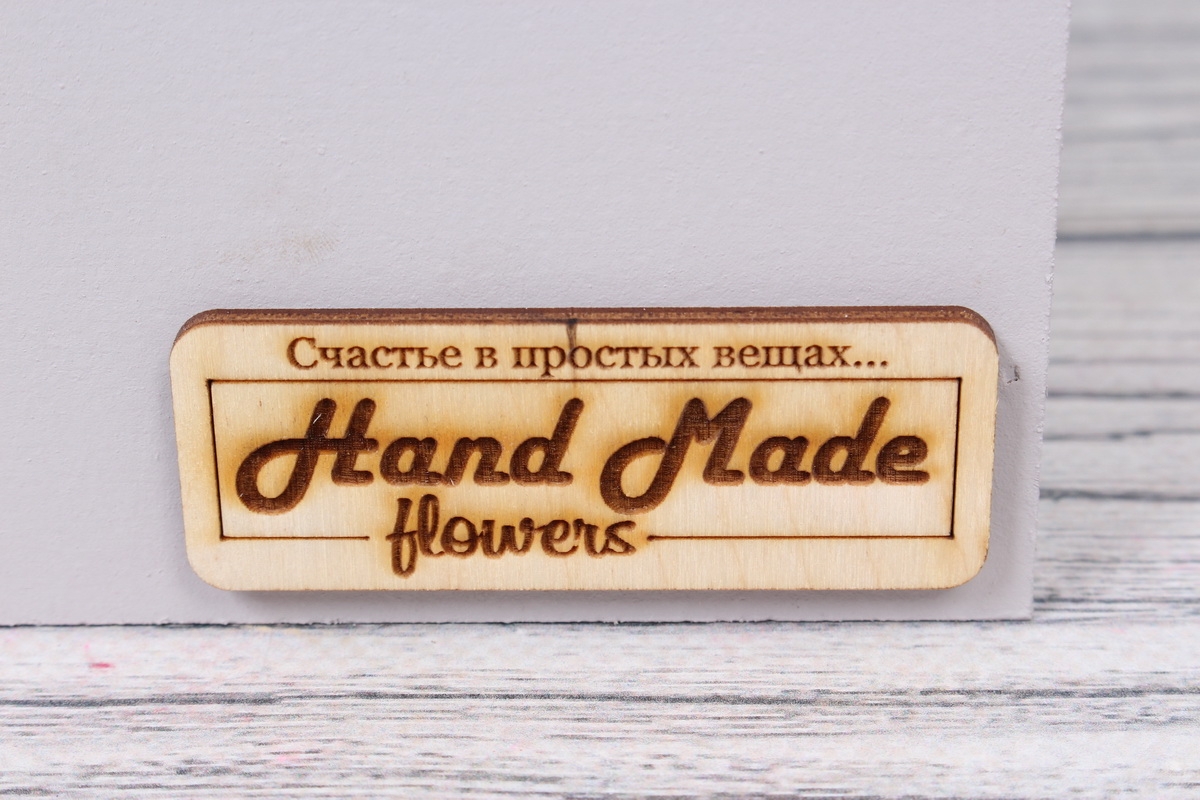 Счастье в простых вещах...
Hand Made
flowers